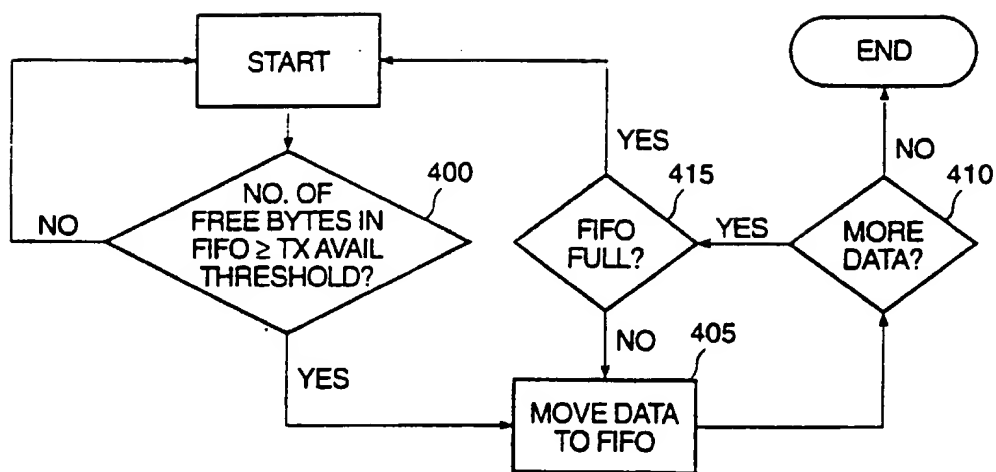 START
END
400
NO. OF
FREE BYTES IN
FIFO ≥ TX AVAIL
THRESHOLD?
NO
YES
YES
415
FIFO
FULL?
YES
NO
410
MORE
DATA?
NO
405
MOVE DATA
TO FIFO